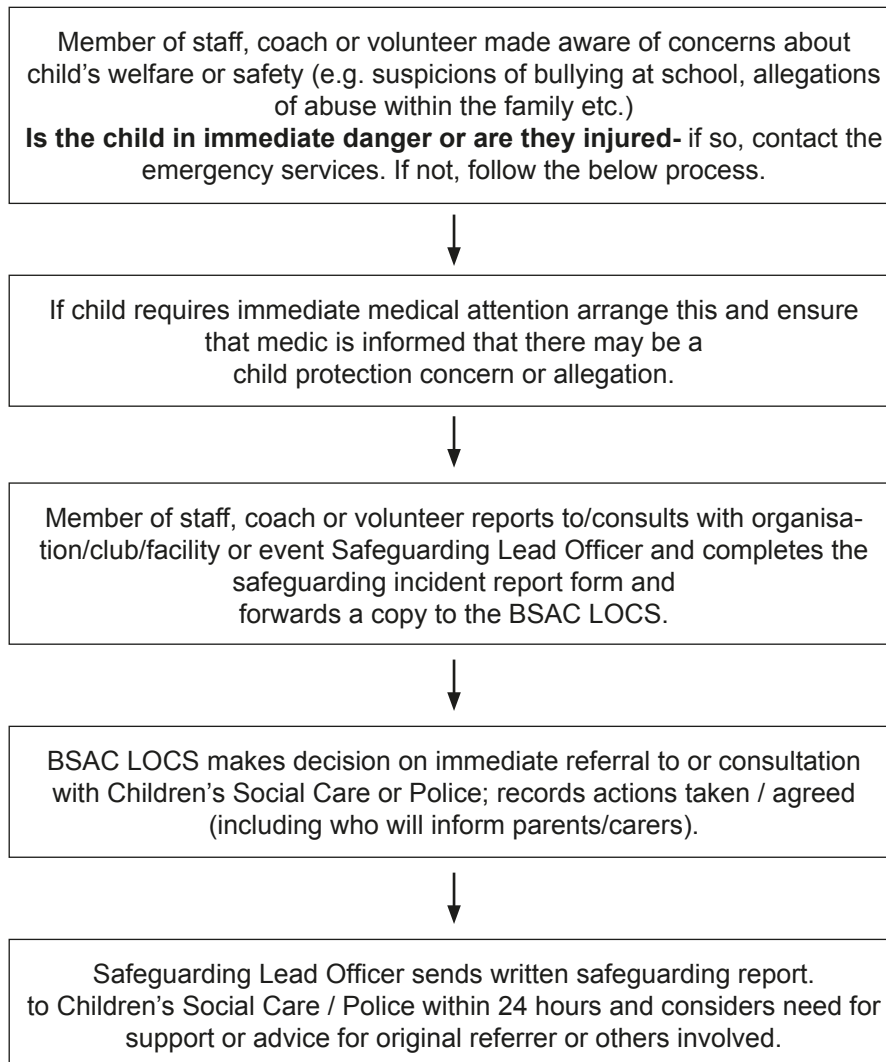 Member of staff, coach or volunteer made aware of concerns about
child’s welfare or safety (e.g. suspicions of bullying at school, allegations
of abuse within the family etc.)
Is the child in immediate danger or are they injured- if so, contact the
emergency services. If not, follow the below process.
If child requires immediate medical attention arrange this and ensure
that medic is informed that there may be a
child protection concern or allegation.
Member of staff, coach or volunteer reports to/consults with organisa-
tion/club/facility or event Safeguarding Lead Officer and completes the
safeguarding incident report form and
forwards a copy to the BSAC LOCS.
BSAC LOCS makes decision on immediate referral to or consultation
with Children’s Social Care or Police; records actions taken / agreed
(including who will inform parents/carers).
Safeguarding Lead Officer sends written safeguarding report.
to Children’s Social Care / Police within 24 hours and considers need for
support or advice for original referrer or others involved.